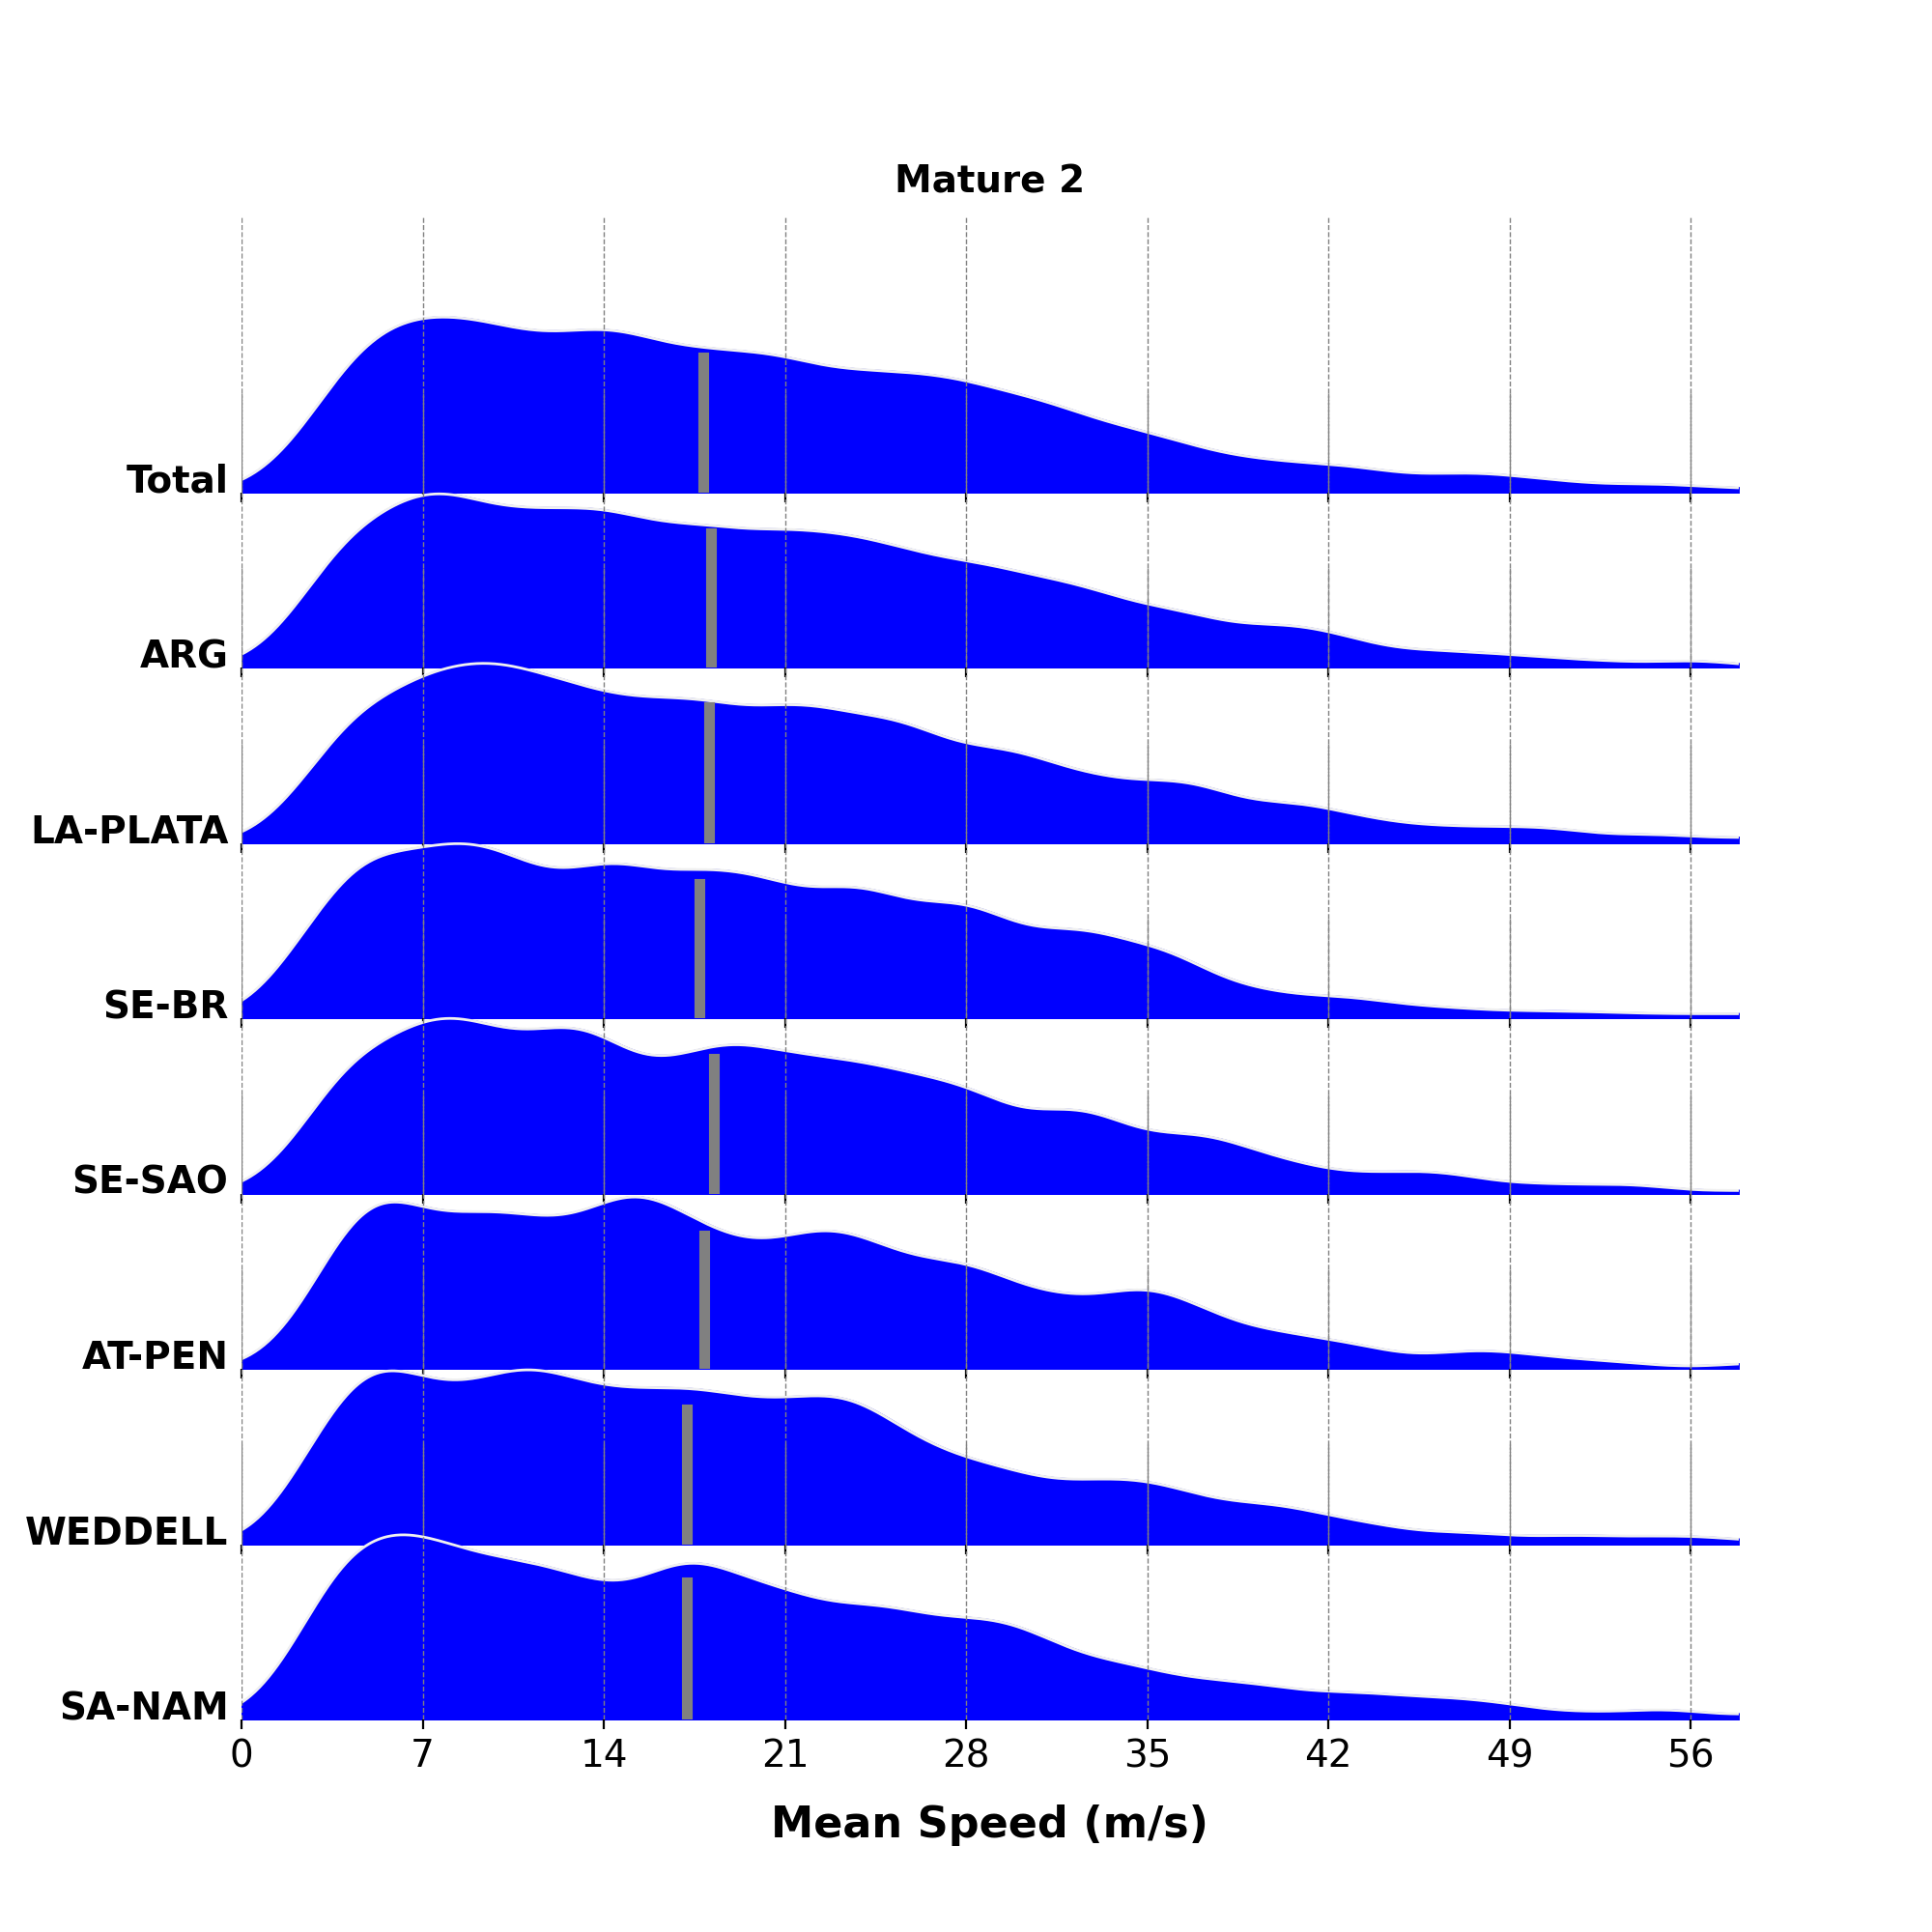 Mature 2
Total
ARG
LA-PLATA
SE-BR
SE-SAO
AT-PEN
WEDDELL
SA-NAM
0 7 14 21 28 35 42 49 56
Mean Speed (m/s)